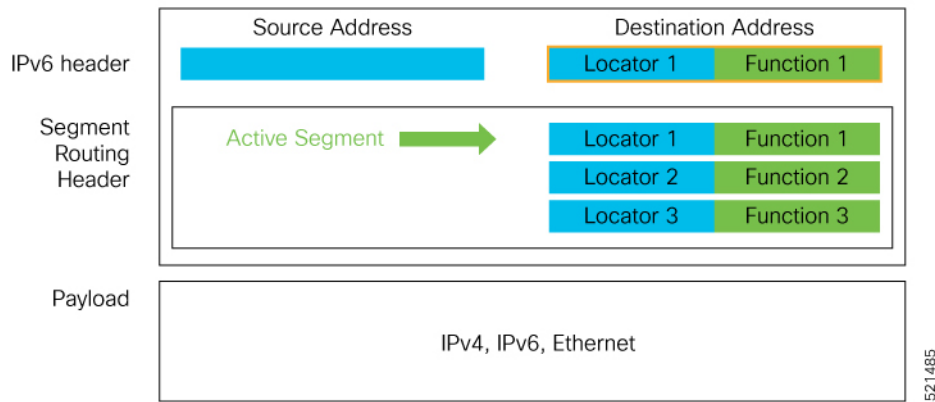 Source Address
Destination Address
IPv6 header
Locator 1
Function 1
Segment
Routing
Header
Active Segment
Locator 1
Function 1
Locator 2
Function 2
Locator 3
Function 3
Payload
IPv4, IPv6, Ethernet
521485